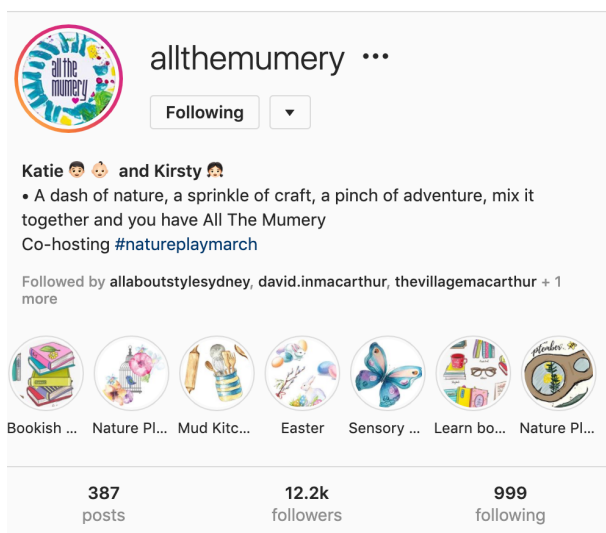 all the
mumery
allthemumery
Following
Katie and Kirsty
• A dash of nature, a sprinkle of craft, a pinch of adventure, mix it
together and you have All The Mumery
Co-hosting #natureplaymarch
Followed by allaboutstylesydney, david.inmacarthur, thevillagemacarthur + 1
more
Bookish ... Nature Pl... Mud Kitc... Easter Sensory ... Learn bo... Nature Pl...
387 12.2k 999
posts followers following